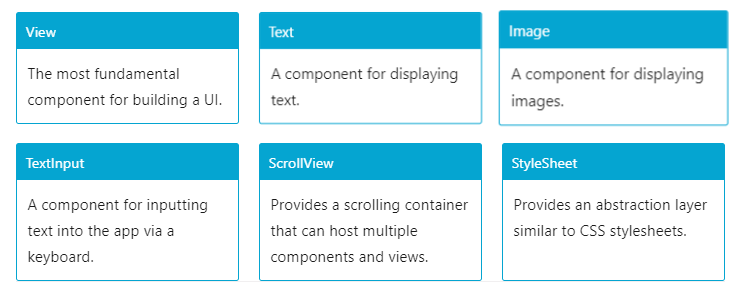 View
The most fundamental
component for building a UI.
Text
A component for displaying
text.
Image
A component for displaying
images.
TextInput
A component for inputting
text into the app via a
keyboard.
ScrollView
Provides a scrolling container
that can host multiple
components and views.
StyleSheet
Provides an abstraction layer
similar to CSS stylesheets.